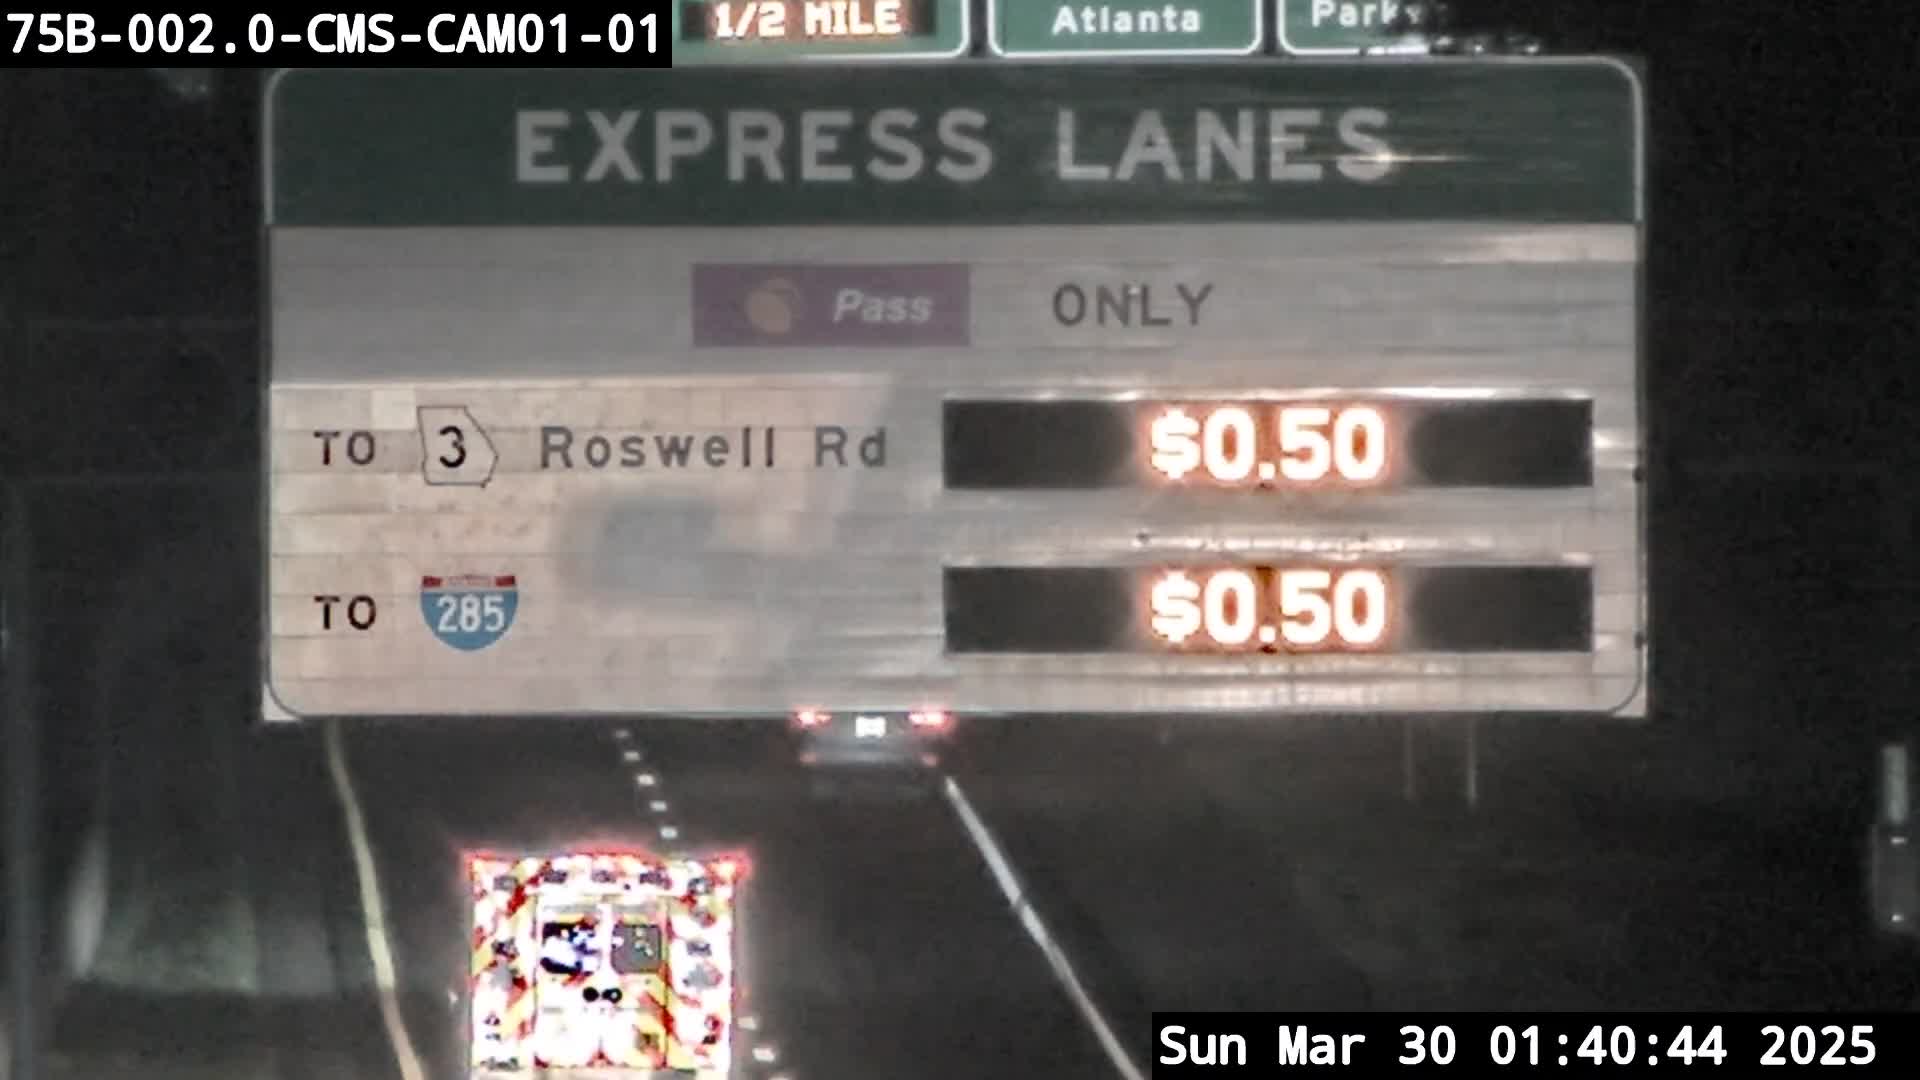 75B-002.0-CMS-CAM01-01
1/2 MILE
Atlanta
Park
EXPRESS LANES
Pass ONLY
TO 3 Roswell Rd $0.50
TO 285 $0.50
Sun Mar 30 01:40:44 2025